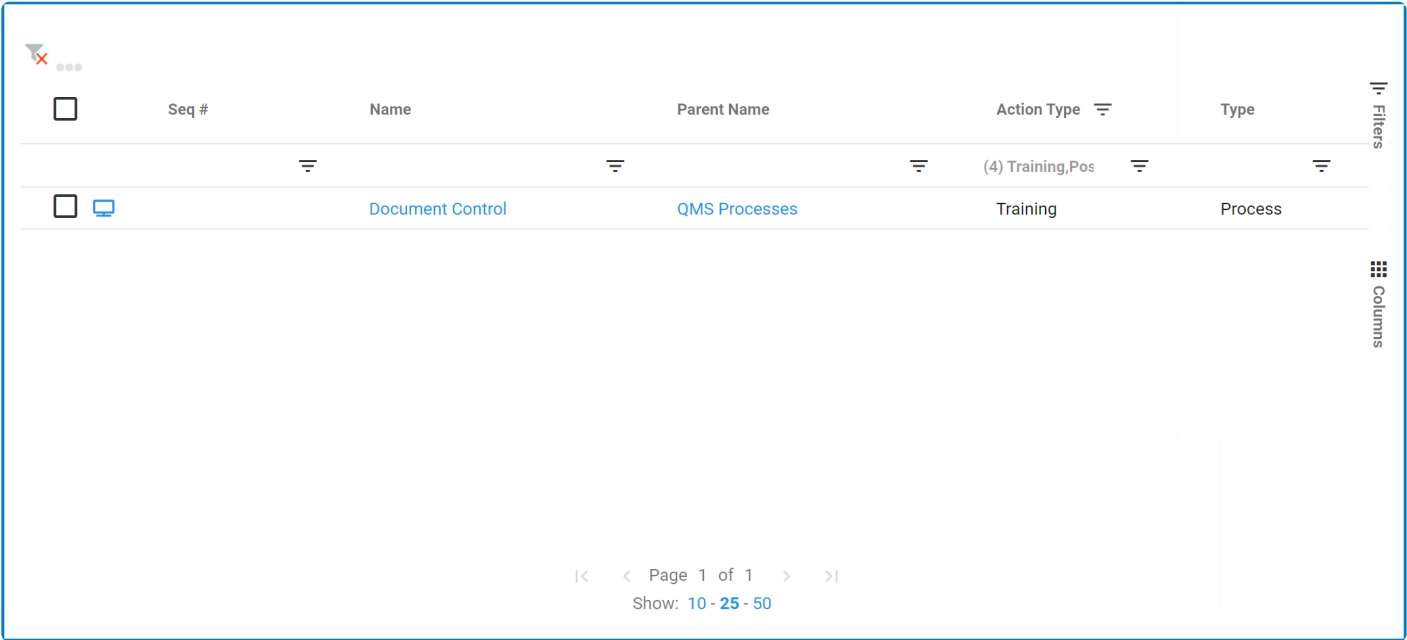 Seq # Name Parent Name Action Type Type
(4) Training,Pos
Document Control QMS Processes Training Process
Filters
Columns
Page 1 of 1
Show: 10 - 25 - 50